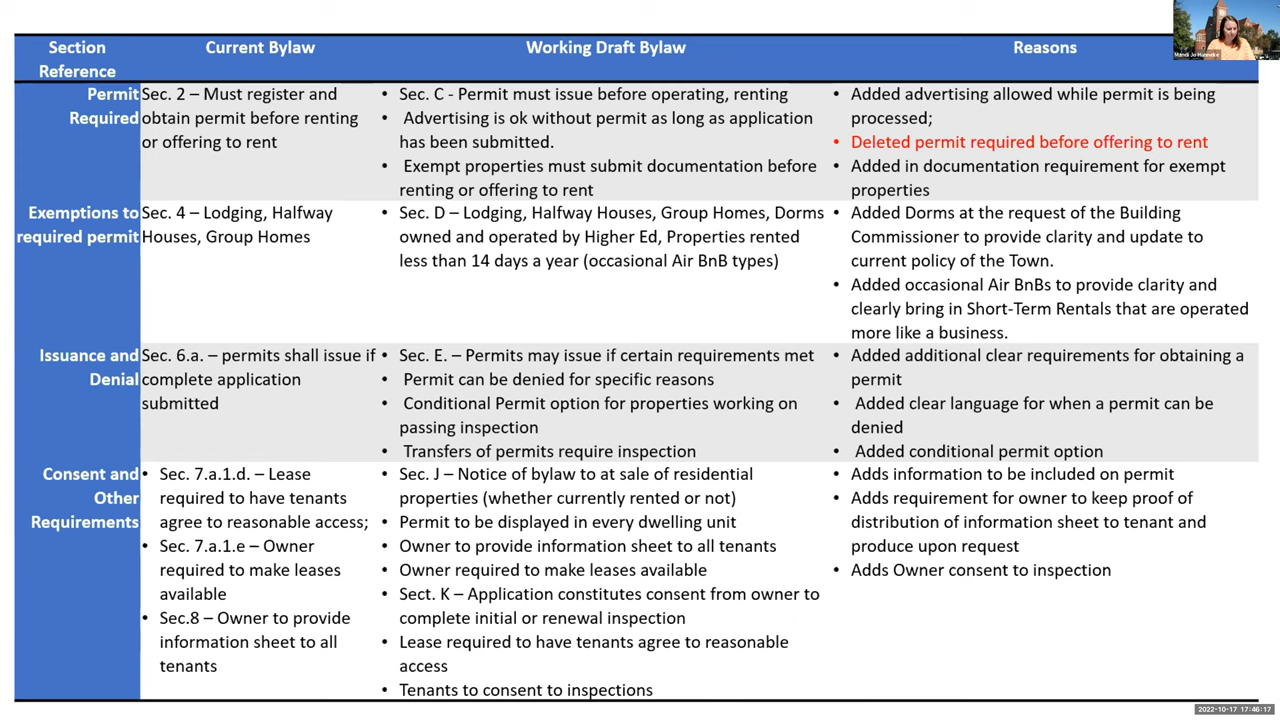 Section Reference
Current Bylaw
Working Draft Bylaw
Reasons
Permit Required
Sec. 2 – Must register and
obtain permit before renting
or offering to rent
• Sec. C - Permit must issue before operating, renting
• Advertising is ok without permit as long as application
has been submitted.
• Exempt properties must submit documentation before
renting or offering to rent
• Added advertising allowed while permit is being
processed;
• Deleted permit required before offering to rent
• Added in documentation requirement for exempt
properties
Exemptions to
required permit
Sec. 4 – Lodging, Halfway
Houses, Group Homes
• Sec. D – Lodging, Halfway Houses, Group Homes, Dorms
owned and operated by Higher Ed, Properties rented
less than 14 days a year (occasional Air BnB types)
• Added Dorms at the request of the Building
Commissioner to provide clarity and update to
current policy of the Town.
• Added occasional Air BnBs to provide clarity and
clearly bring in Short-Term Rentals that are operated
more like a business.
Issuance and
Denial
Sec. 6.a. – permits shall issue if
complete application
submitted
• Sec. E. – Permits may issue if certain requirements met
• Permit can be denied for specific reasons
• Conditional Permit option for properties working on
passing inspection
• Transfers of permits require inspection
• Added additional clear requirements for obtaining a
permit
• Added clear language for when a permit can be
denied
• Added conditional permit option
Consent and
Other
Requirements
• Sec. 7.a.1.d. – Lease
required to have tenants
agree to reasonable access;
• Sec. 7.a.1.e – Owner
required to make leases
available
• Sec.8 – Owner to provide
information sheet to all
tenants
• Sec. J – Notice of bylaw to at sale of residential
properties (whether currently rented or not)
• Permit to be displayed in every dwelling unit
• Owner to provide information sheet to all tenants
• Owner required to make leases available
• Sect. K – Application constitutes consent from owner to
complete initial or renewal inspection
• Lease required to have tenants agree to reasonable
access
• Tenants to consent to inspections
• Adds information to be included on permit
• Adds requirement for owner to keep proof of
distribution of information sheet to tenant and
produce upon request
• Adds Owner consent to inspection
Mandi Jo Hanneke
2022-10-17 17:46:17